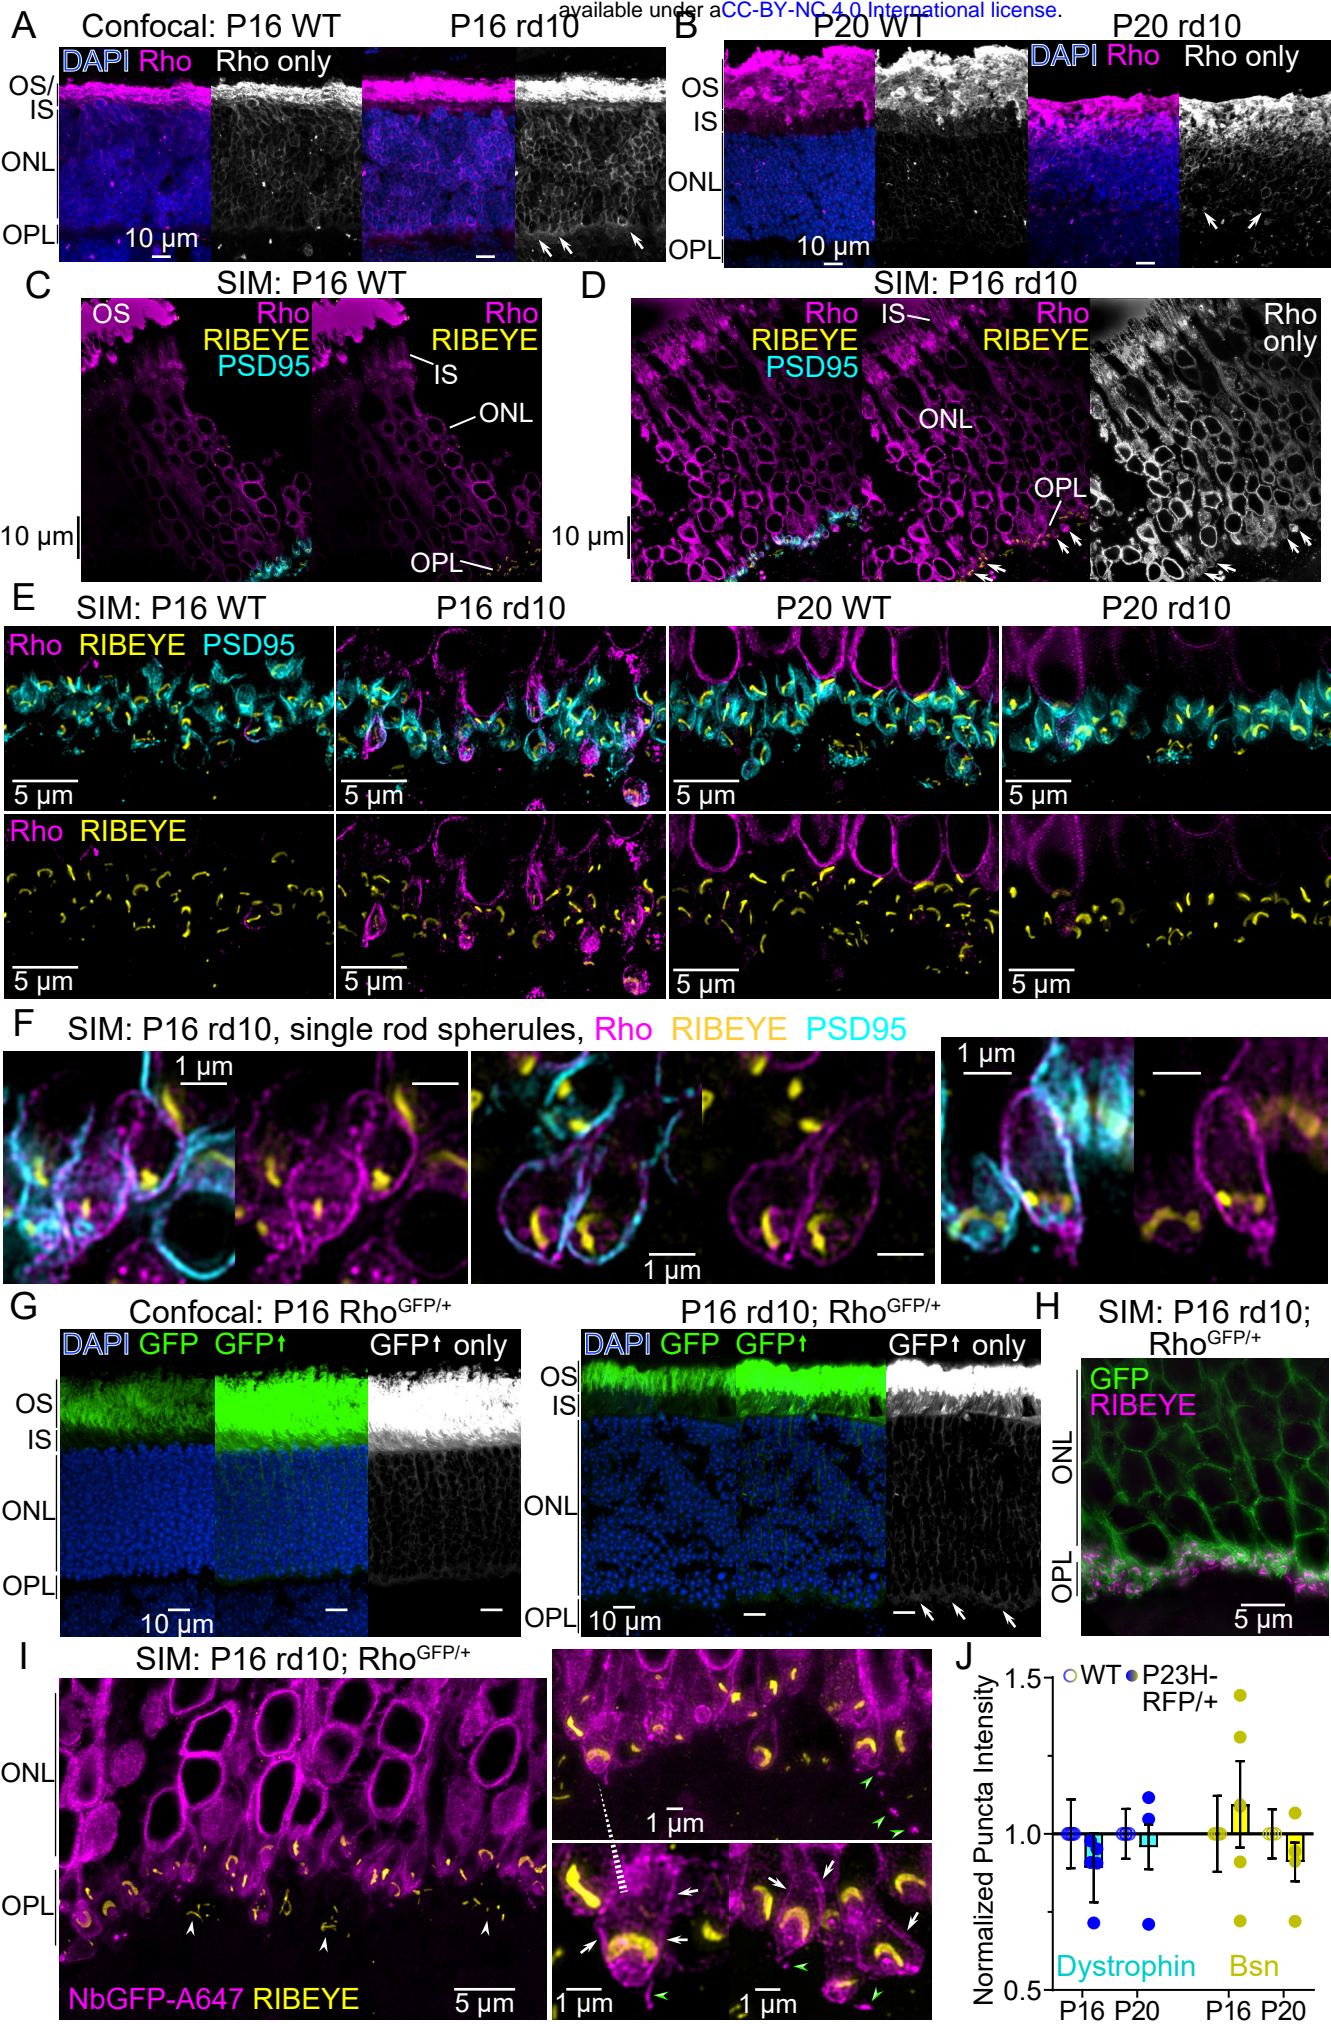 available under aCC-BY-NC 4.0 International license.
A Confocal: P16 WT P16 rd10
DAPI Rho Rho only
OS/
IS
ONL
OPL
10 µm
B P20 WT P20 rd10
DAPI Rho Rho only
OS
IS
ONL
OPL
10 µm
C SIM: P16 WT
OS
Rho
RIBEYE
PSD95
Rho
RIBEYE
IS
ONL
OPL
10 µm
D SIM: P16 rd10
Rho
RIBEYE
PSD95
IS
Rho
RIBEYE
Rho
only
ONL
OPL
10 µm
E SIM: P16 WT P16 rd10 P20 WT P20 rd10
Rho RIBEYE PSD95
5 µm 5 µm 5 µm 5 µm
Rho RIBEYE
5 µm 5 µm 5 µm 5 µm
F SIM: P16 rd10, single rod spherules, Rho RIBEYE PSD95
1 µm
1 µm
1 µm
G Confocal: P16 RhoGFP/+ P16 rd10; RhoGFP/+
DAPI GFP GFP↑ GFP↑ only
OS
IS
ONL
OPL
10 µm
DAPI GFP GFP↑ GFP↑ only
OS
IS
ONL
OPL
10 µm
H SIM: P16 rd10;
RhoGFP/+
GFP
RIBEYE
ONL
OPL
5 µm
I SIM: P16 rd10; RhoGFP/+
ONL
OPL
NbGFP-A647 RIBEYE
5 µm
1 µm
1 µm
1 µm
J
WT P23H-
RFP/+
Normalized Puncta Intensity
1.5
1.0
0.5
Dystrophin Bsn
P16 P20 P16 P20